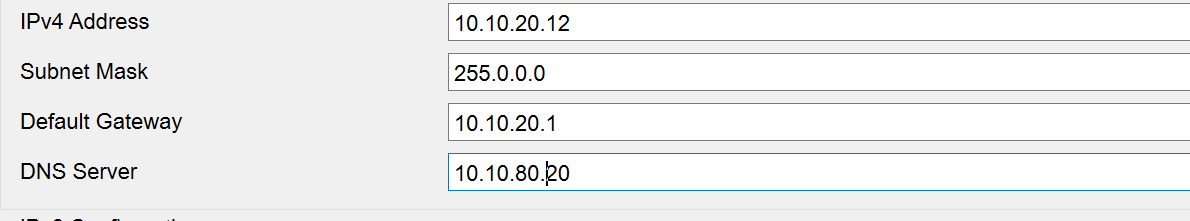 IPv4 Address 10.10.20.12
Subnet Mask 255.0.0.0
Default Gateway 10.10.20.1
DNS Server 10.10.80.20